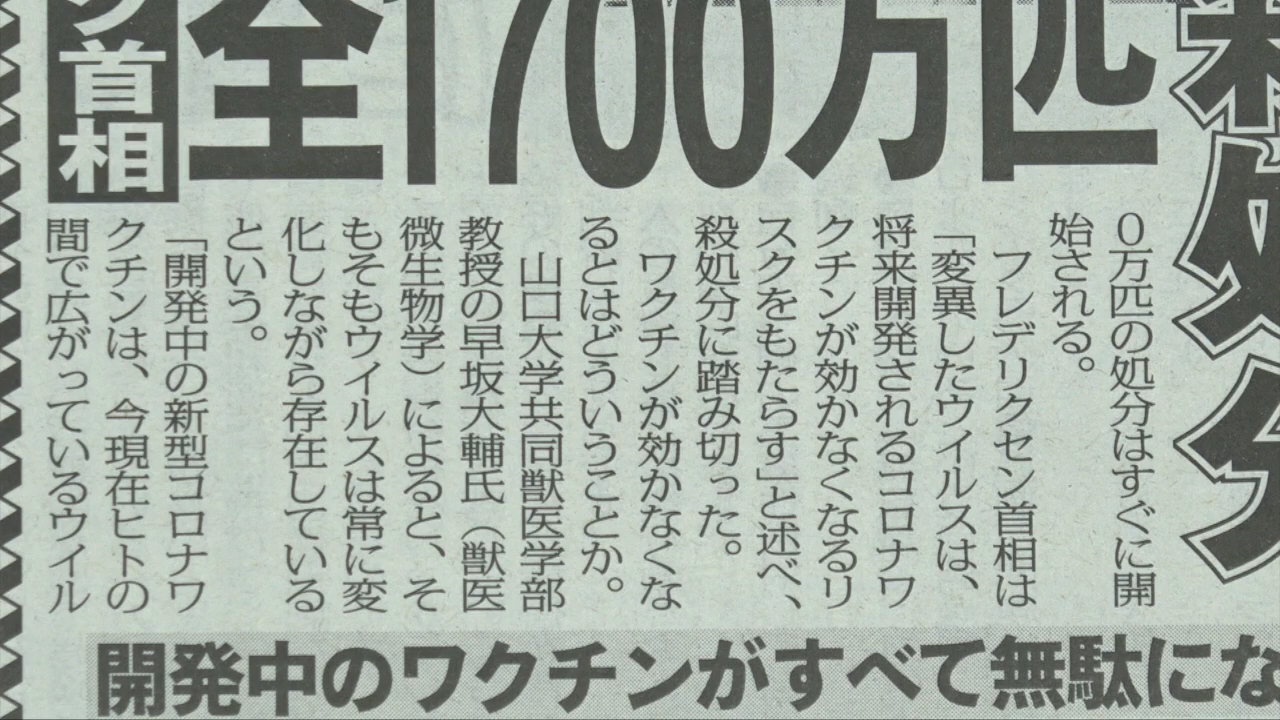 全1700万匹
首相
0万匹の処分はすぐに開
始される。
フレデリクセン首相は
「変異したウイルスは、
将来開発されるコロナワ
クチンが効かなくなるリ
スクをもたらす」と述べ、
殺処分に踏み切った。
ワクチンが効かなくな
るとはどういうことか。
山口大学共同獣医学部
教授の早坂大輔氏（獣医
微生物学）によると、そ
もそもウイルスは常に変
化しながら存在している
という。
「開発中の新型コロナワ
クチンは、今現在ヒトの
間で広がっているウイル
開発中のワクチンがすべて無駄にな